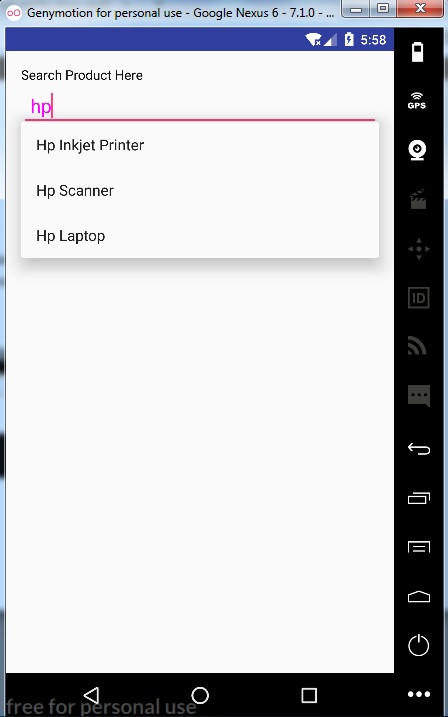 Genymotion for personal use - Google Nexus 6 - 7.1.0 - ...
5:58
Search Product Here
hp
Hp Inkjet Printer
Hp Scanner
Hp Laptop
GPS
ID
free for personal use